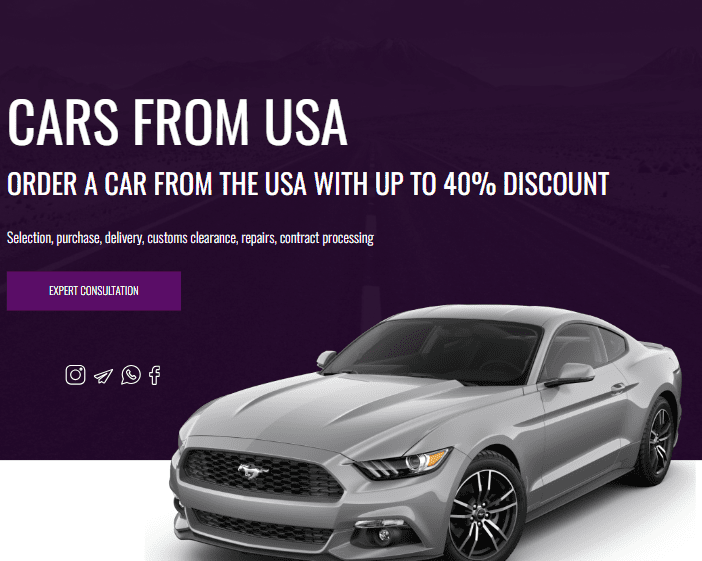 CARS FROM USA
ORDER A CAR FROM THE USA WITH UP TO 40% DISCOUNT
Selection, purchase, delivery, customs clearance, repairs, contract processing
EXPERT CONSULTATION